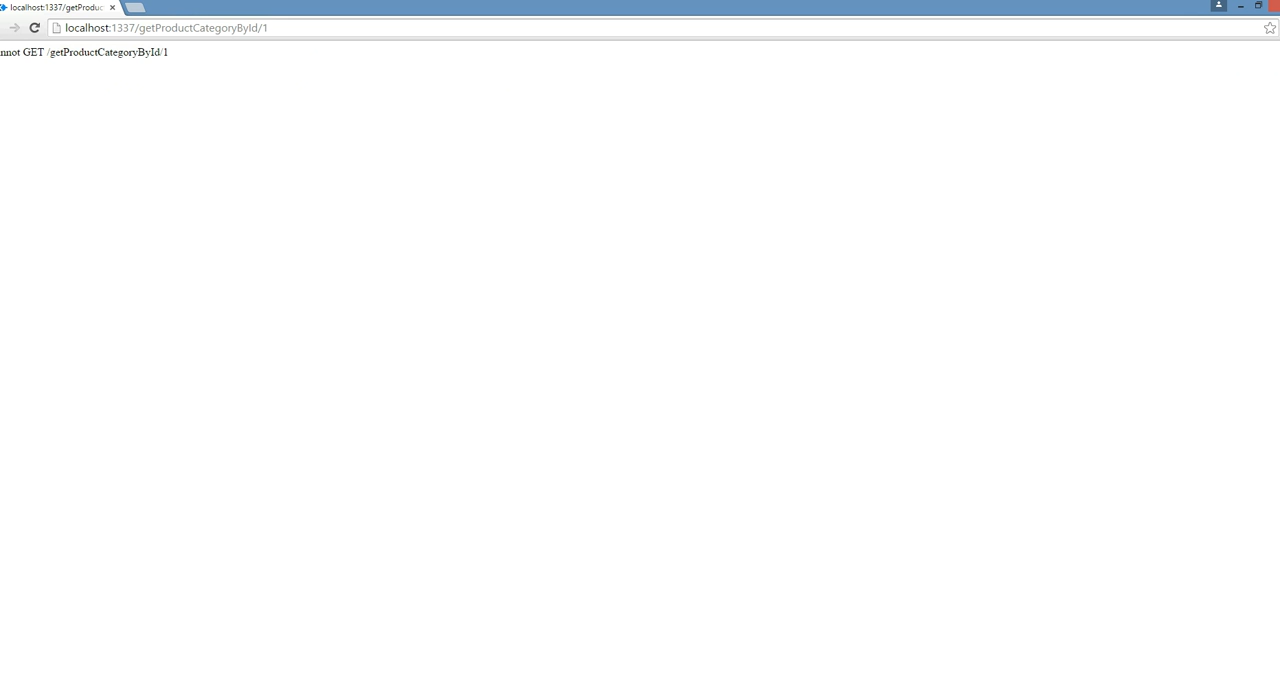 localhost:1337/getProduc
localhost:1337/getProductCategoryById/1
nnot GET /getProductCategoryById/1